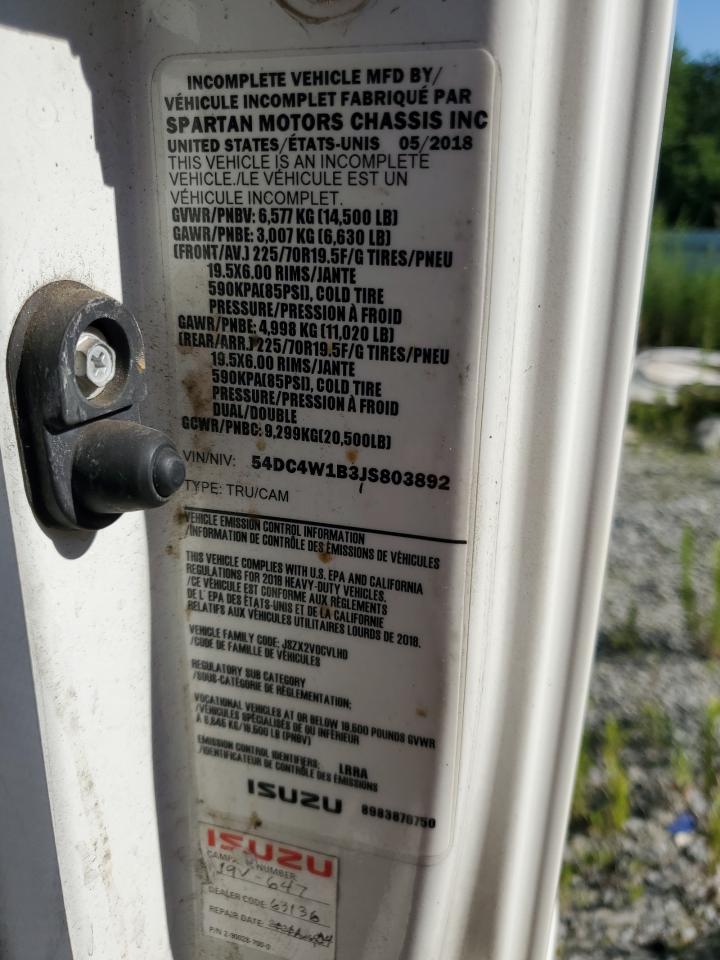 INCOMPLETE VEHICLE MFD BY/
VÉHICULE INCOMPLET FABRIQUÉ PAR
SPARTAN MOTORS CHASSIS INC
UNITED STATES/ÉTATS-UNIS 05/2018
THIS VEHICLE IS AN INCOMPLETE
VEHICLE./LE VÉHICULE EST UN
VÉHICULE INCOMPLET.
GVWR/PNBV: 6,577 KG (14,500 LB)
GAWR/PNBE: 3,007 KG (6,630 LB)
(FRONT/AV.) 225/70R19.5F/G TIRES/PNEU
19.5X6.00 RIMS/JANTE
590KPA(85PSI), COLD TIRE
PRESSURE/PRESSION À FROID
GAWR/PNBE: 4,998 KG (11,020 LB)
(REAR/ARR.) 225/70R19.5F/G TIRES/PNEU
19.5X6.00 RIMS/JANTE
590KPA(85PSI), COLD TIRE
PRESSURE/PRESSION À FROID
DUAL/DOUBLE
GCWR/PNBC: 9,299KG(20,500LB)
VIN/NIV: 54DC4W1B3JS803892
TYPE: TRU/CAM
VEHICLE EMISSION CONTROL INFORMATION
/INFORMATION DE CONTRÔLE DES ÉMISSIONS DE VÉHICULES
THIS VEHICLE COMPLIES WITH U.S. EPA AND CALIFORNIA
REGULATIONS FOR 2018 HEAVY-DUTY VEHICLES.
/CE VÉHICULE EST CONFORME AUX RÈGLEMENTS
DE L' EPA DES ÉTATS-UNIS ET DE LA CALIFORNIE
RELATIFS AUX VÉHICULES UTILITAIRES LOURDS DE 2018.
VEHICLE FAMILY CODE: JSZX2VOCVLHD
/CODE DE FAMILLE DE VÉHICULES
REGULATORY SUB CATEGORY
/SOUS-CATÉGORIE DE RÉGLEMENTATION:
VOCATIONAL VEHICLES AT OR BELOW 19,500 POUNDS GVWR
/VÉHICULES SPÉCIALISÉS DE OU INFÉRIEUR
À 8,845 KG/19,500 LB (PNBV)
EMISSION CONTROL IDENTIFIERS: LRRA
/IDENTIFICATEUR DE CONTRÔLE DES ÉMISSIONS
ISUZU 8983870750
ISUZU
NUMBER:
19V-647
DEALER CODE: 63136
REPAIR DATE: